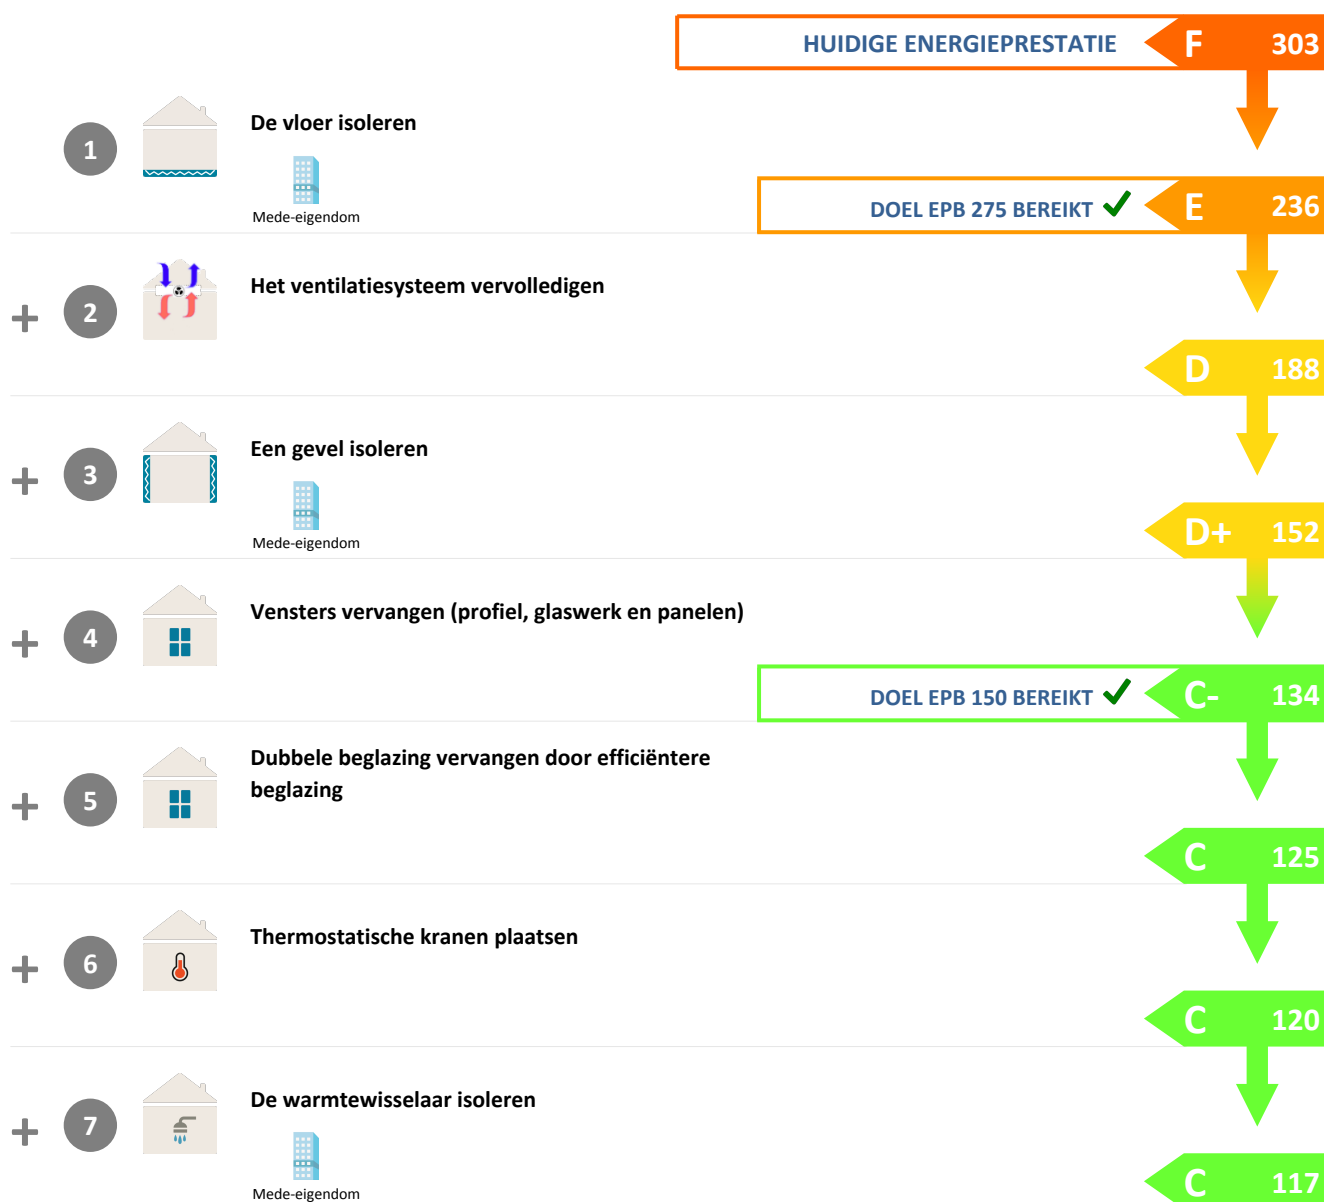 HUIDIGE ENERGIEPRESTATIE F 303
1 De vloer isoleren
Mede-eigendom
DOEL EPB 275 BEREIKT E 236
+ 2 Het ventilatiesysteem vervolledigen
D 188
+ 3 Een gevel isoleren
Mede-eigendom
D+ 152
+ 4 Vensters vervangen (profiel, glaswerk en panelen)
DOEL EPB 150 BEREIKT C- 134
+ 5 Dubbele beglazing vervangen door efficiëntere
beglazing
C 125
+ 6 Thermostatische kranen plaatsen
C 120
+ 7 De warmtewisselaar isoleren
Mede-eigendom
C 117